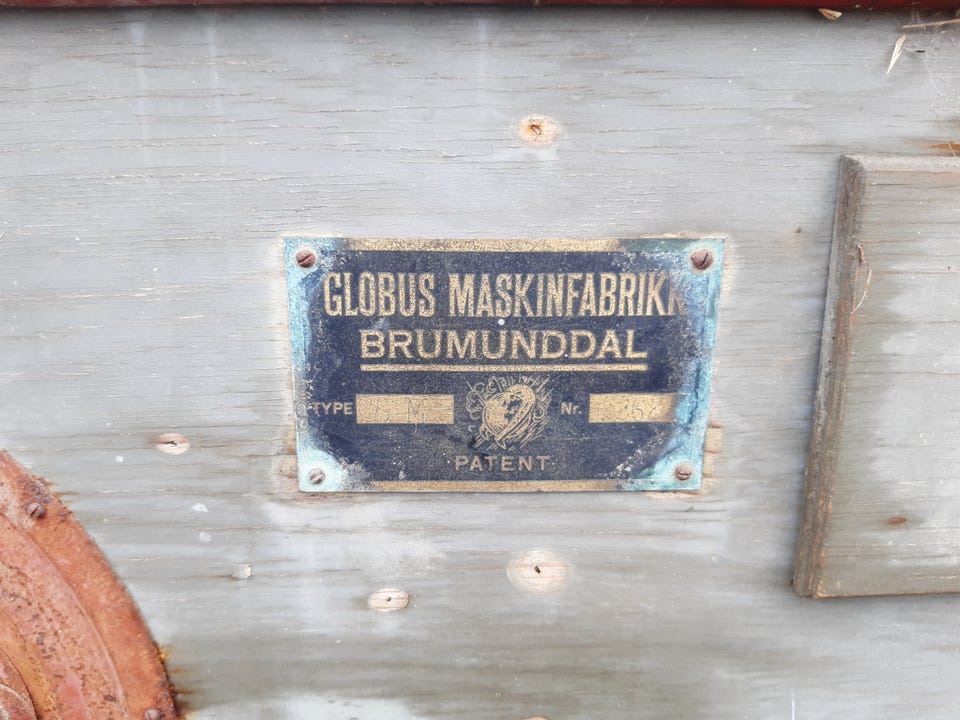 GLOBUS MASKINFABRIKK
BRUMUNDDAL
TYPE
Nr.
PATENT